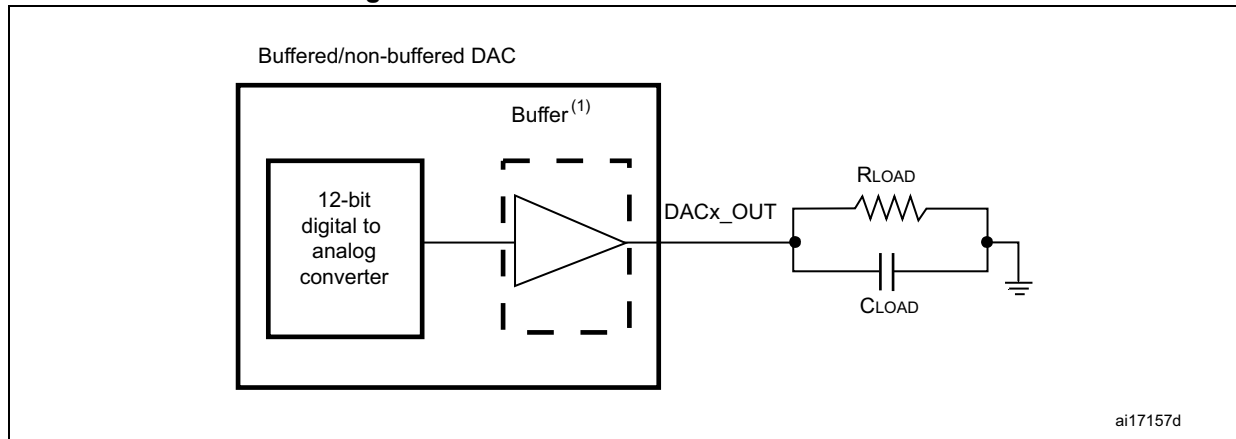 Buffered/non-buffered DAC
Buffer(1)
12-bit
digital to
analog
converter
DACx_OUT
RLOAD
CLOAD
ai17157d